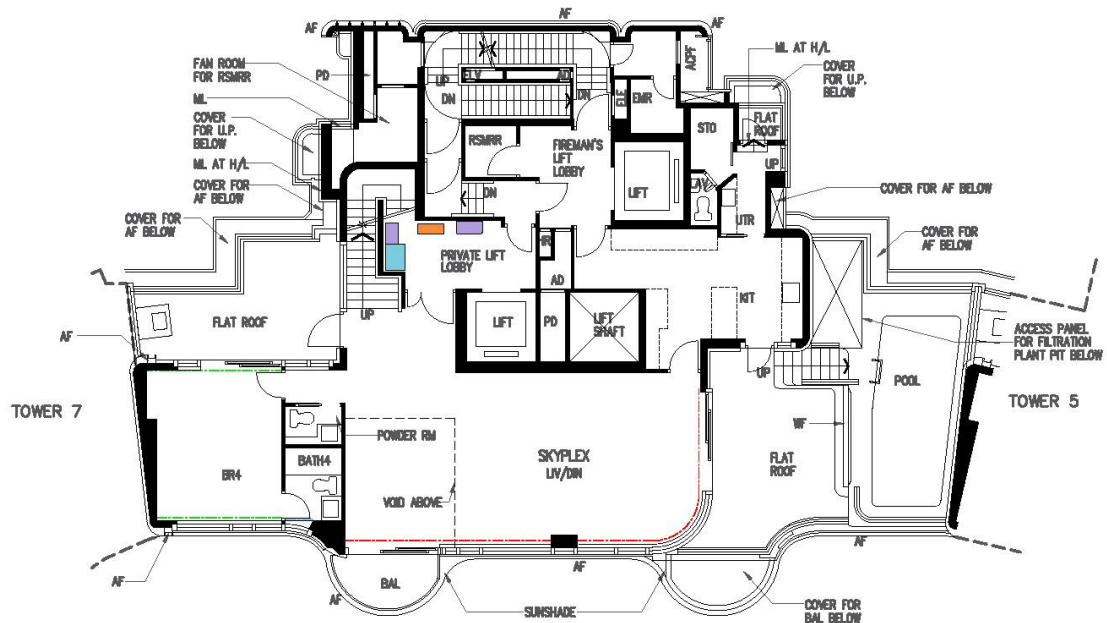 AF
AF
AF
ML AT H/L
FAN ROOM
FOR RSMRR
PD
UP
ELV
AD
ACPF
COVER
FOR U.P.
BELOW
ML
DN
DN
ELE
EMR
COVER
FOR U.P.
BELOW
STO
FLAT
ROOF
RSMRR
FIREMAN'S
LIFT
LOBBY
ML AT H/L
UP
COVER FOR
AF BELOW
DN
LIFT
LAV
UTR
COVER FOR AF BELOW
COVER FOR
AF BELOW
COVER FOR
AF BELOW
PRIVATE LIFT
LOBBY
HR
AD
KIT
FLAT ROOF
UP
LIFT
PD
LIFT
SHAFT
ACCESS PANEL
FOR FILTRATION
PLANT PIT BELOW
AF
UP
POOL
TOWER 7
TOWER 5
POWDER RM
WF
BATH4
SKYPLEX
LIV/DIN
FLAT
ROOF
BR4
VOID ABOVE
AF
AF
AF
BAL
AF
SUNSHADE
COVER FOR
BAL BELOW